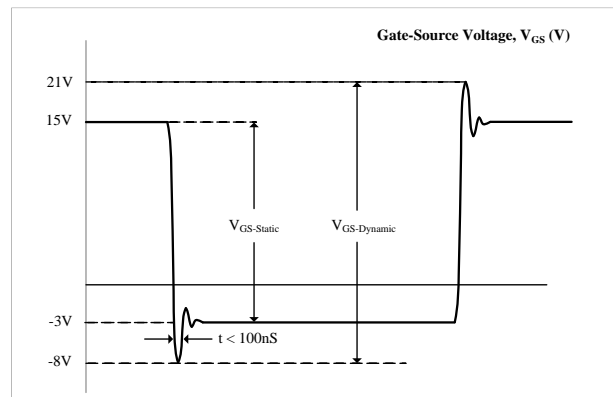 Gate-Source Voltage, VGS (V)
21V
15V
VGS-Static
VGS-Dynamic
-3V
t < 100nS
-8V